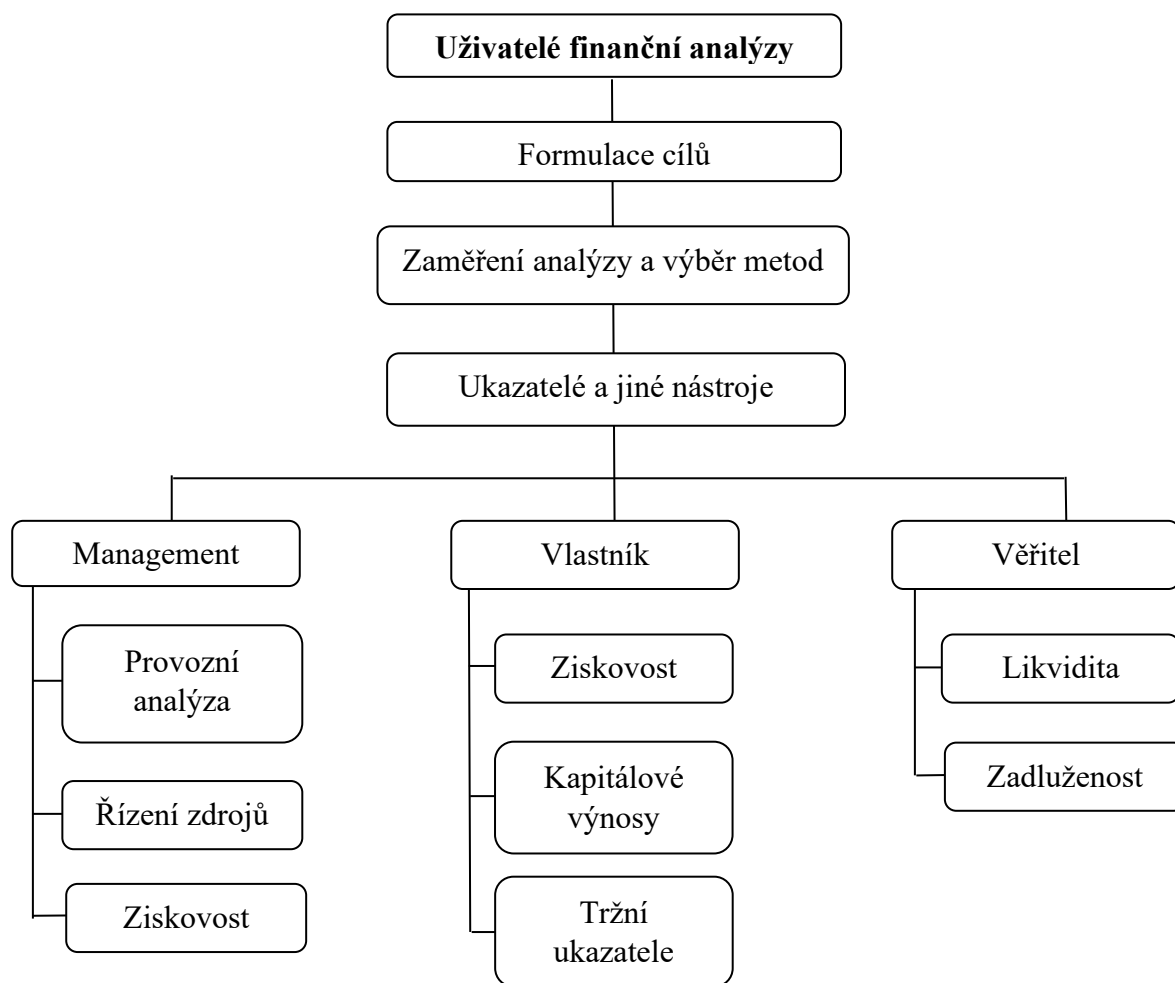 Uživatelé finanční analýzy
Formulace cílů
Zaměření analýzy a výběr metod
Ukazatelé a jiné nástroje
Management
Provozní
analýza
Řízení zdrojů
Ziskovost
Vlastník
Ziskovost
Kapitálové
výnosy
Tržní
ukazatele
Věřitel
Likvidita
Zadluženost